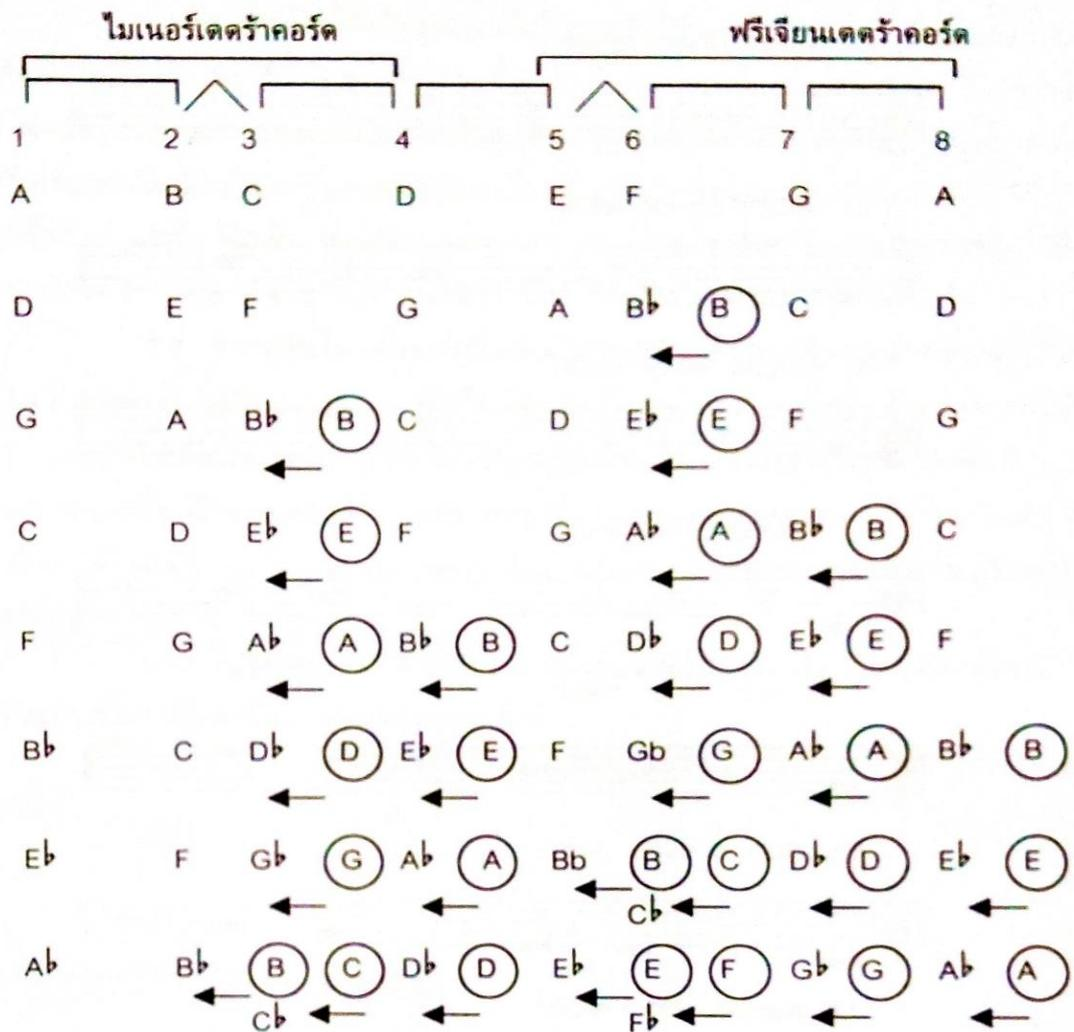 ไมเนอร์เตตร้าคอร์ด ฟรีเจียนเตตร้าคอร์ด
1 2 3 4 5 6 7 8
A B C D E F G A
D E F G A B♭ B C D
G A B♭ B C D E♭ E F G
C D E♭ E F G A♭ A B♭ B C
F G A♭ A B♭ B C D♭ D E♭ E F
B♭ C D♭ D E♭ E F Gb G A♭ A B♭ B
E♭ F G♭ G A♭ A Bb B C D♭ D E♭ E
C♭
A♭ B♭ B C D♭ D E♭ E F G♭ G A♭ A
C♭ F♭